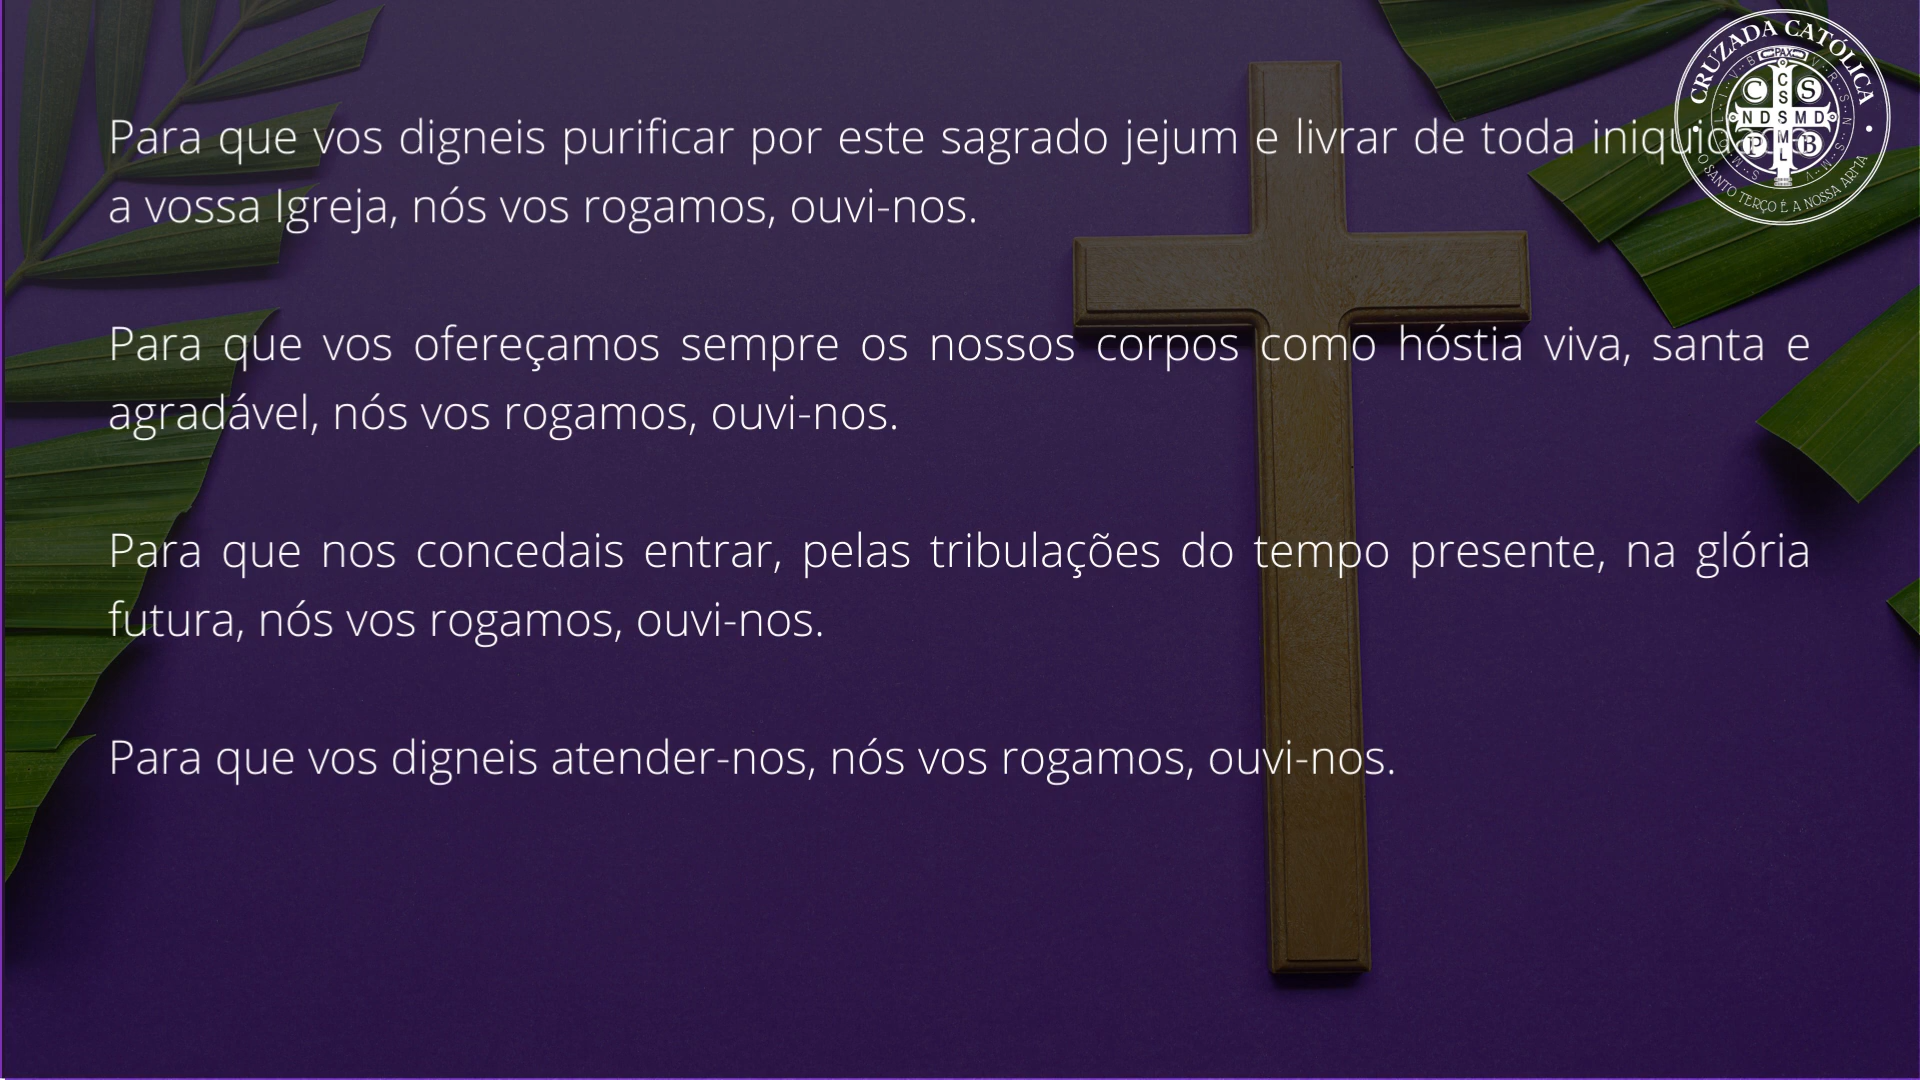 Para que vos digneis purificar por este sagrado jejum e livrar de toda
a vossa Igreja, nós vos rogamos, ouvi-nos.
Para que vos ofereçamos sempre os nossos corpos como hóstia viva, santa e
agradável, nós vos rogamos, ouvi-nos.
Para que nos concedais entrar, pelas tribulações do tempo presente, na glória
futura, nós vos rogamos, ouvi-nos.
Para que vos digneis atender-nos, nós vos rogamos, ouvi-nos.
CRUZADA CATÓLICA
PAX
C S
C S S
N D S M D
M
P B
L
O SANTO TERÇO É A NOSSA ARMA